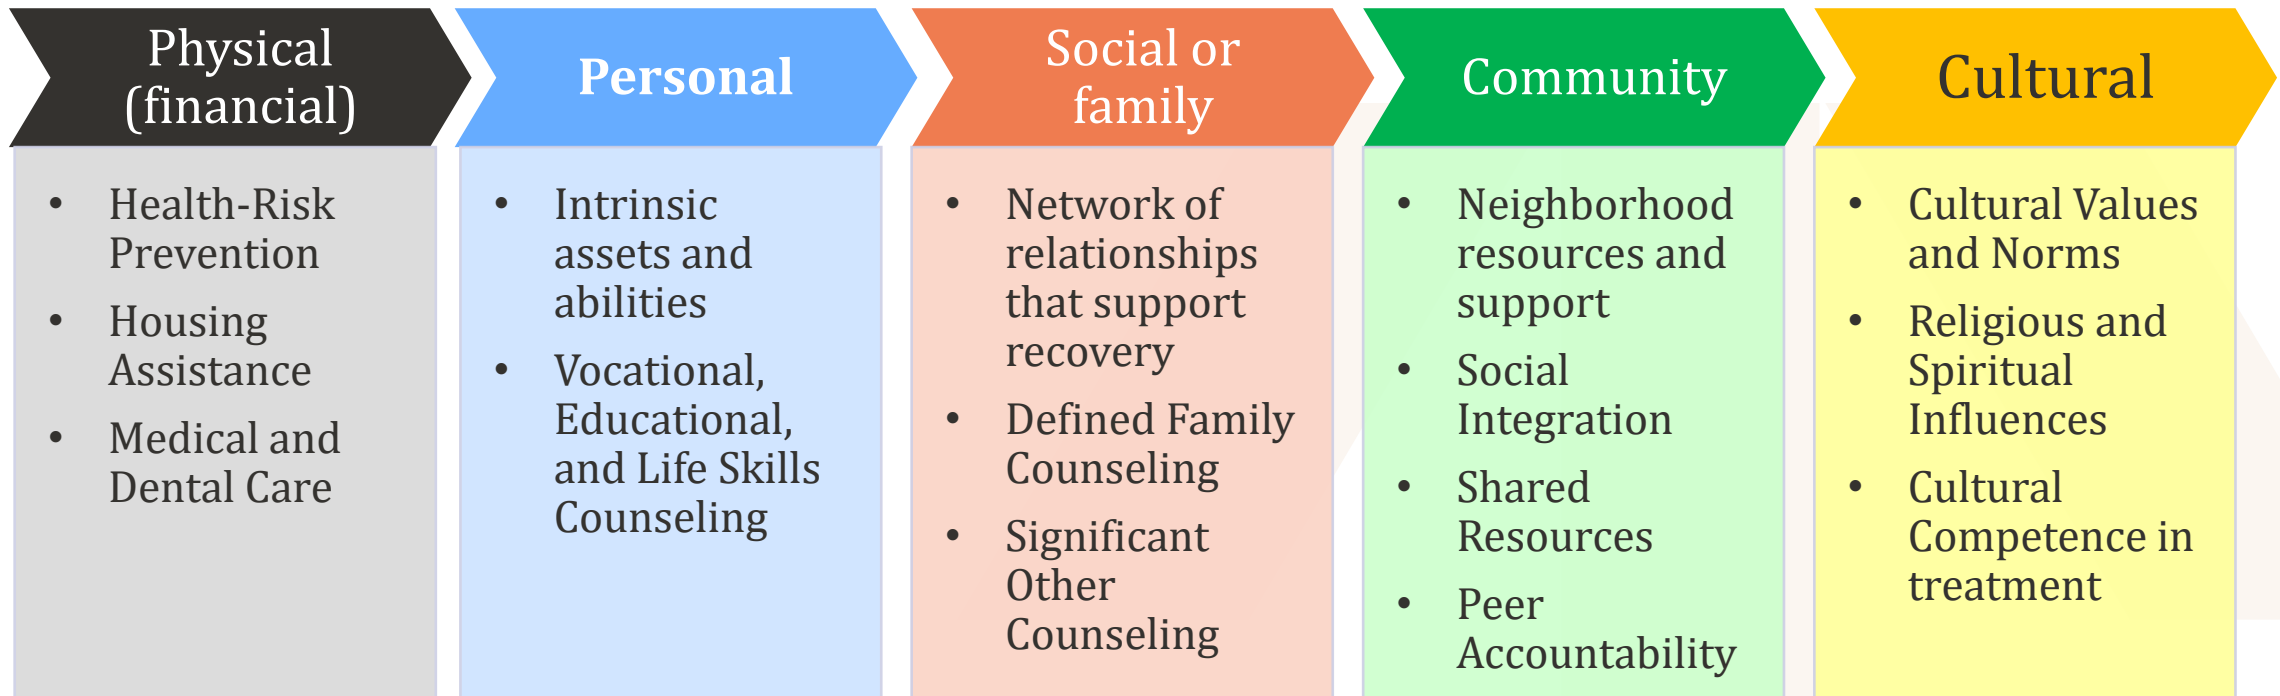 Physical
(financial)
• Health-Risk
Prevention
• Housing
Assistance
• Medical and
Dental Care
Personal
• Intrinsic
assets and
abilities
• Vocational,
Educational,
and Life Skills
Counseling
Social or
family
• Network of
relationships
that support
recovery
• Defined Family
Counseling
• Significant
Other
Counseling
Community
• Neighborhood
resources and
support
• Social
Integration
• Shared
Resources
• Peer
Accountability
Cultural
• Cultural Values
and Norms
• Religious and
Spiritual
Influences
• Cultural
Competence in
treatment